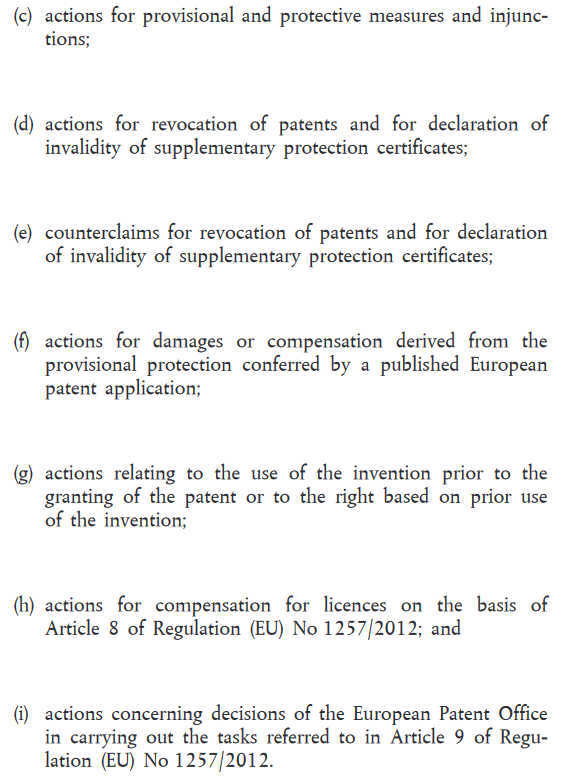 (c) actions for provisional and protective measures and injunc-
tions;
(d) actions for revocation of patents and for declaration of
invalidity of supplementary protection certificates;
(e) counterclaims for revocation of patents and for declaration
of invalidity of supplementary protection certificates;
(f) actions for damages or compensation derived from the
provisional protection conferred by a published European
patent application;
(g) actions relating to the use of the invention prior to the
granting of the patent or to the right based on prior use
of the invention;
(h) actions for compensation for licences on the basis of
Article 8 of Regulation (EU) No 1257/2012; and
(i) actions concerning decisions of the European Patent Office
in carrying out the tasks referred to in Article 9 of Regu-
lation (EU) No 1257/2012.